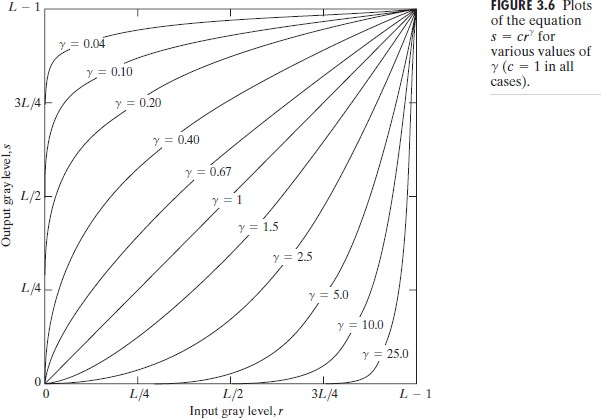 L − 1
3L/4
L/2
L/4
0
Output gray level, s
γ = 0.04
γ = 0.10
γ = 0.20
γ = 0.40
γ = 0.67
γ = 1
γ = 1.5
γ = 2.5
γ = 5.0
γ = 10.0
γ = 25.0
0
L/4
L/2
3L/4
L − 1
Input gray level, r
FIGURE 3.6 Plots
of the equation
s = crᵞ for
various values of
γ (c = 1 in all
cases).